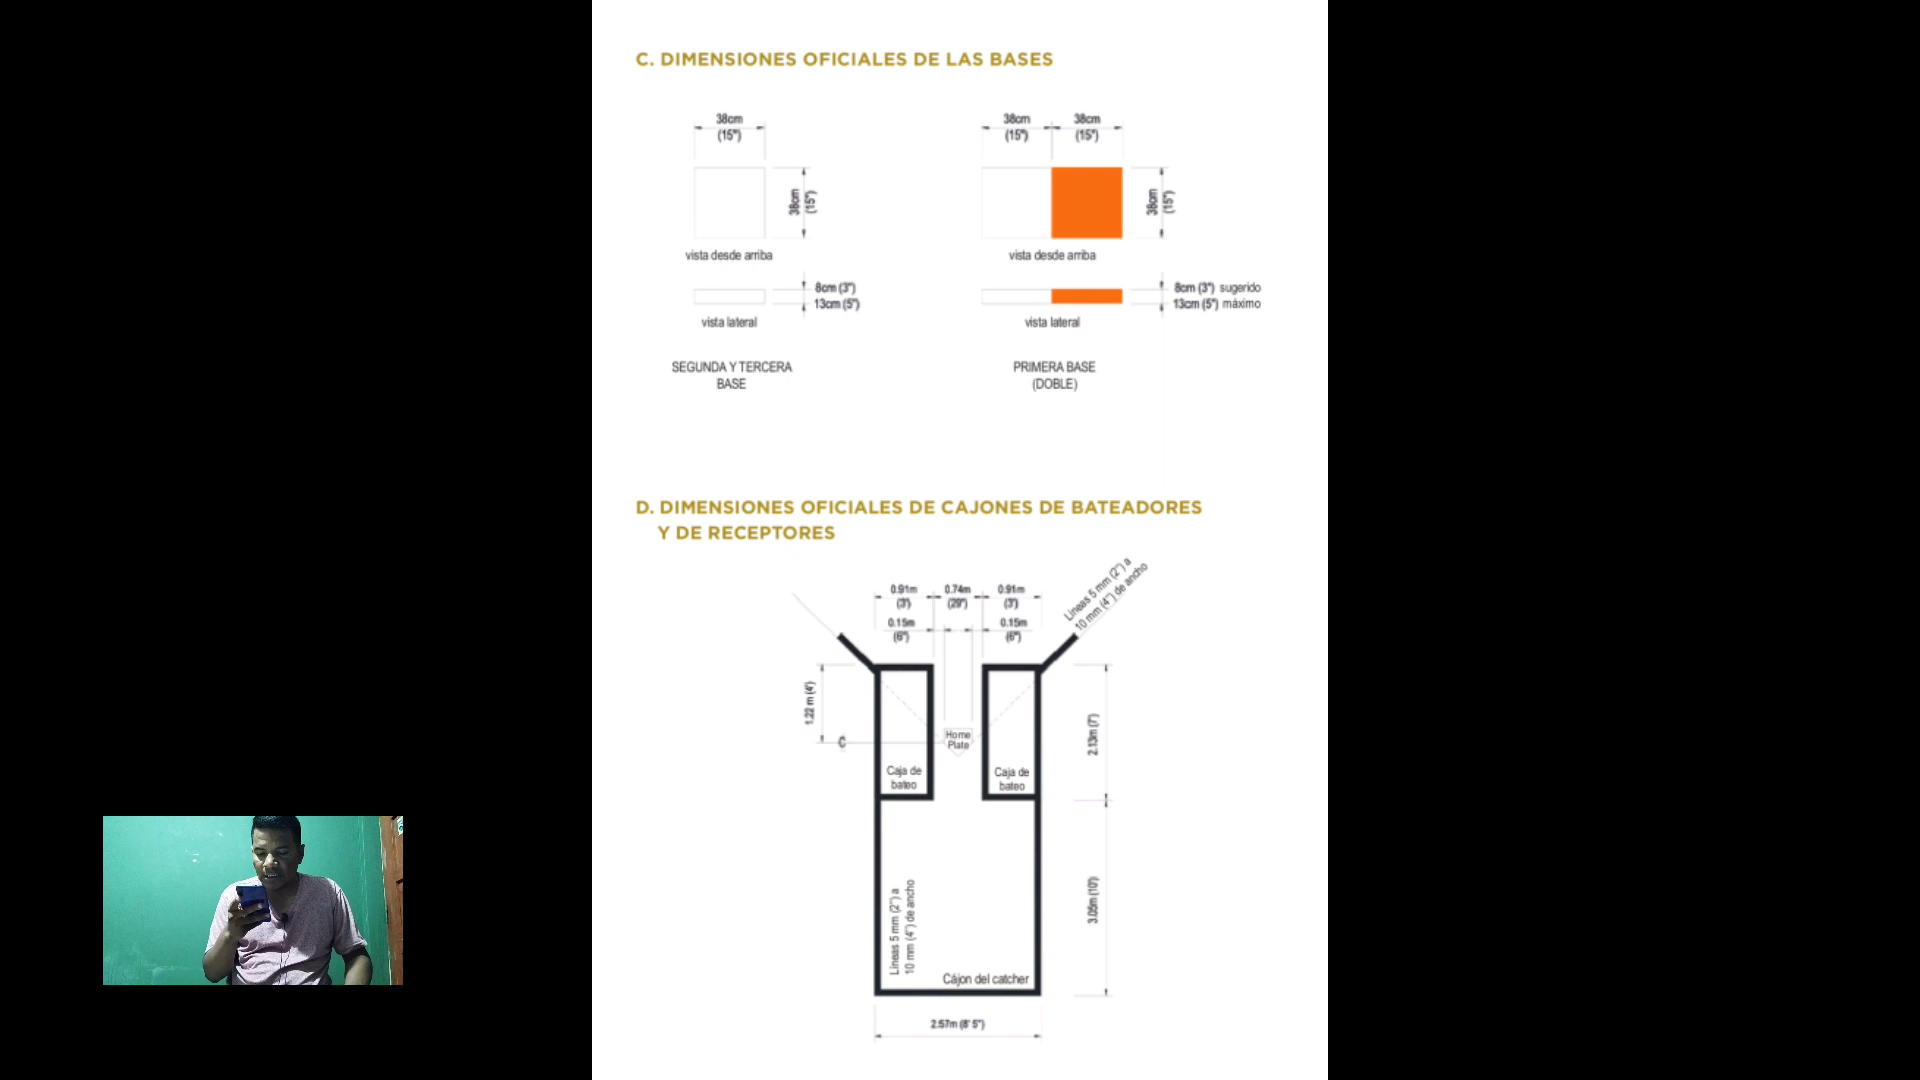 C. DIMENSIONES OFICIALES DE LAS BASES
38cm
(15")
38cm
(15")
vista desde arriba
8cm (3")
13cm (5")
vista lateral
SEGUNDA Y TERCERA
BASE
38cm
(15")
38cm
(15")
38cm
(15")
vista desde arriba
8cm (3") sugerido
13cm (5") máximo
vista lateral
PRIMERA BASE
(DOBLE)
D. DIMENSIONES OFICIALES DE CAJONES DE BATEADORES
Y DE RECEPTORES
0.91m
(3')
0.74m
(29")
0.91m
(3')
0.15m
(6")
0.15m
(6")
Líneas 5 mm (2") a
10 mm (4") de ancho
1.22 m (4')
Home
Plate
Caja de
bateo
Caja de
bateo
2.13m (7')
Líneas 5 mm (2") a
10 mm (4") de ancho
3.05m (10')
Cájon del catcher
2.57m (8' 5")